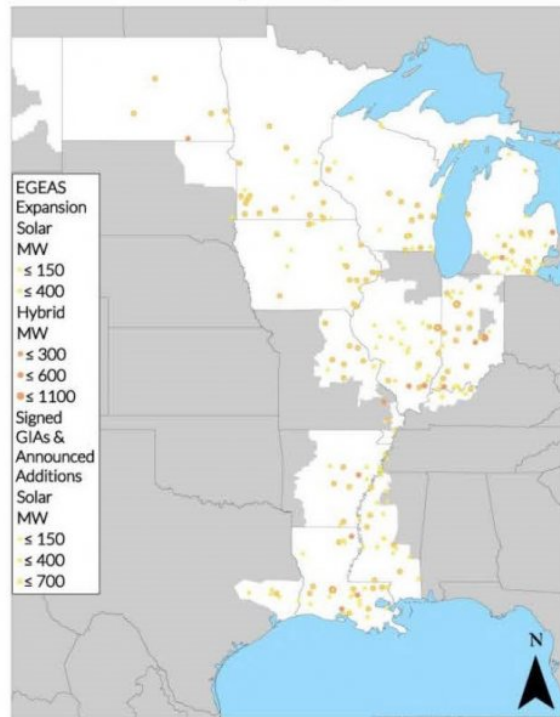 EGEAS
Expansion
Solar
MW
≤ 150
≤ 400
Hybrid
MW
≤ 300
≤ 600
≤ 1100
Signed
GIAs &
Announced
Additions
Solar
MW
≤ 150
≤ 400
≤ 700
N